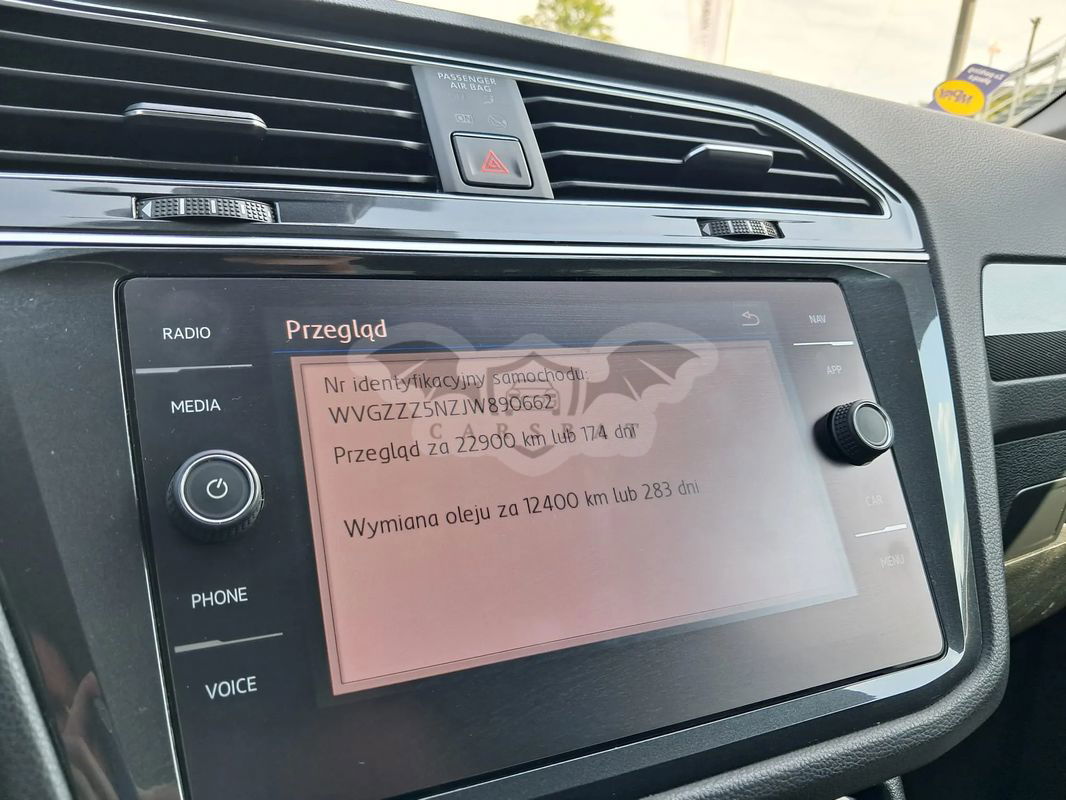 PASSENGER
AIR BAG
ON
RADIO
MEDIA
PHONE
VOICE
Przegląd
Nr identyfikacyjny samochodu:
WVGZZZ5NZJW890662
Przegląd za 22900 km lub 174 dni
Wymiana oleju za 12400 km lub 283 dni
NAV
APP
CAR
MENU